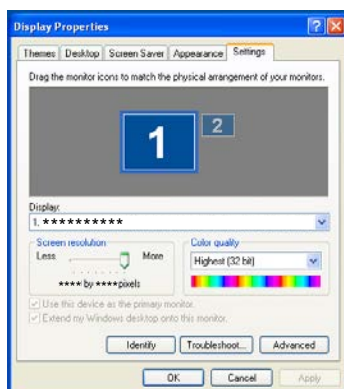 Display Properties
Themes Desktop Screen Saver Appearance Settings
Drag the monitor icons to match the physical arrangement of your monitors.
1 2
Display:
1. **********
Screen resolution
Less More
**** by ****pixels
Color quality
Highest (32 bit)
Use this device as the primary monitor.
Extend my Windows desktop onto this monitor.
Identify Troubleshoot... Advanced
OK Cancel Apply